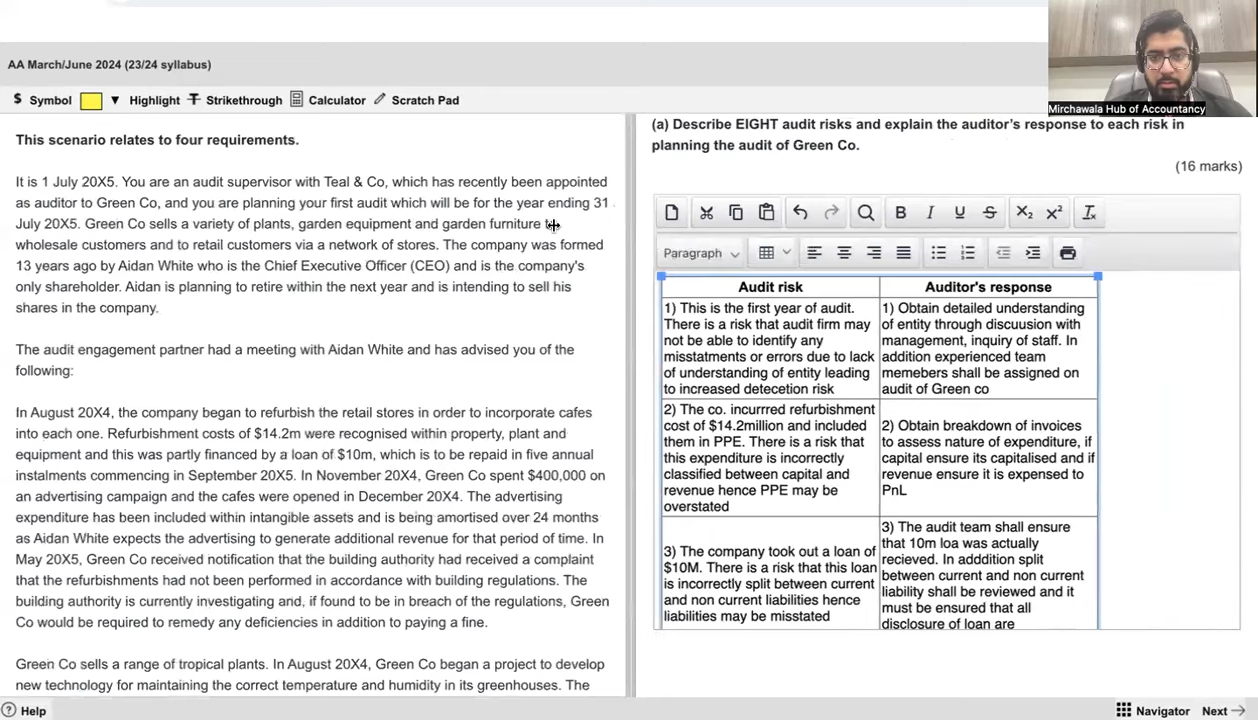 AA March/June 2024 (23/24 syllabus)
Mirchawala Hub of Accountancy
$ Symbol Highlight Strikethrough Calculator Scratch Pad
This scenario relates to four requirements.
It is 1 July 20X5. You are an audit supervisor with Teal & Co, which has recently been appointed
as auditor to Green Co, and you are planning your first audit which will be for the year ending 31
July 20X5. Green Co sells a variety of plants, garden equipment and garden furniture to
wholesale customers and to retail customers via a network of stores. The company was formed
13 years ago by Aidan White who is the Chief Executive Officer (CEO) and is the company's
only shareholder. Aidan is planning to retire within the next year and is intending to sell his
shares in the company.
The audit engagement partner had a meeting with Aidan White and has advised you of the
following:
In August 20X4, the company began to refurbish the retail stores in order to incorporate cafes
into each one. Refurbishment costs of $14.2m were recognised within property, plant and
equipment and this was partly financed by a loan of $10m, which is to be repaid in five annual
instalments commencing in September 20X5. In November 20X4, Green Co spent $400,000 on
an advertising campaign and the cafes were opened in December 20X4. The advertising
expenditure has been included within intangible assets and is being amortised over 24 months
as Aidan White expects the advertising to generate additional revenue for that period of time. In
May 20X5, Green Co received notification that the building authority had received a complaint
that the refurbishments had not been performed in accordance with building regulations. The
building authority is currently investigating and, if found to be in breach of the regulations, Green
Co would be required to remedy any deficiencies in addition to paying a fine.
Green Co sells a range of tropical plants. In August 20X4, Green Co began a project to develop
new technology for maintaining the correct temperature and humidity in its greenhouses. The
(a) Describe EIGHT audit risks and explain the auditor's response to each risk in
planning the audit of Green Co.
(16 marks)
B I U S X₂ X² Ix
Paragraph
Audit risk
Auditor's response
1) This is the first year of audit.
There is a risk that audit firm may
not be able to identify any
misstatments or errors due to lack
of understanding of entity leading
to increased detecetion risk
1) Obtain detailed understanding
of entity through discuusion with
management, inquiry of staff. In
addition experienced team
memebers shall be assigned on
audit of Green co
2) The co. incurrred refurbishment
cost of $14.2million and included
them in PPE. There is a risk that
this expenditure is incorrectly
classified between capital and
revenue hence PPE may be
overstated
2) Obtain breakdown of invoices
to assess nature of expenditure, if
capital ensure its capitalised and if
revenue ensure it is expensed to
PnL
3) The company took out a loan of
$10M. There is a risk that this loan
is incorrectly split between current
and non current liabilities hence
liabilities may be misstated
3) The audit team shall ensure
that 10m loa was actually
recieved. In adddition split
between current and non current
liability shall be reviewed and it
must be ensured that all
disclosure of loan are
Help
Navigator Next